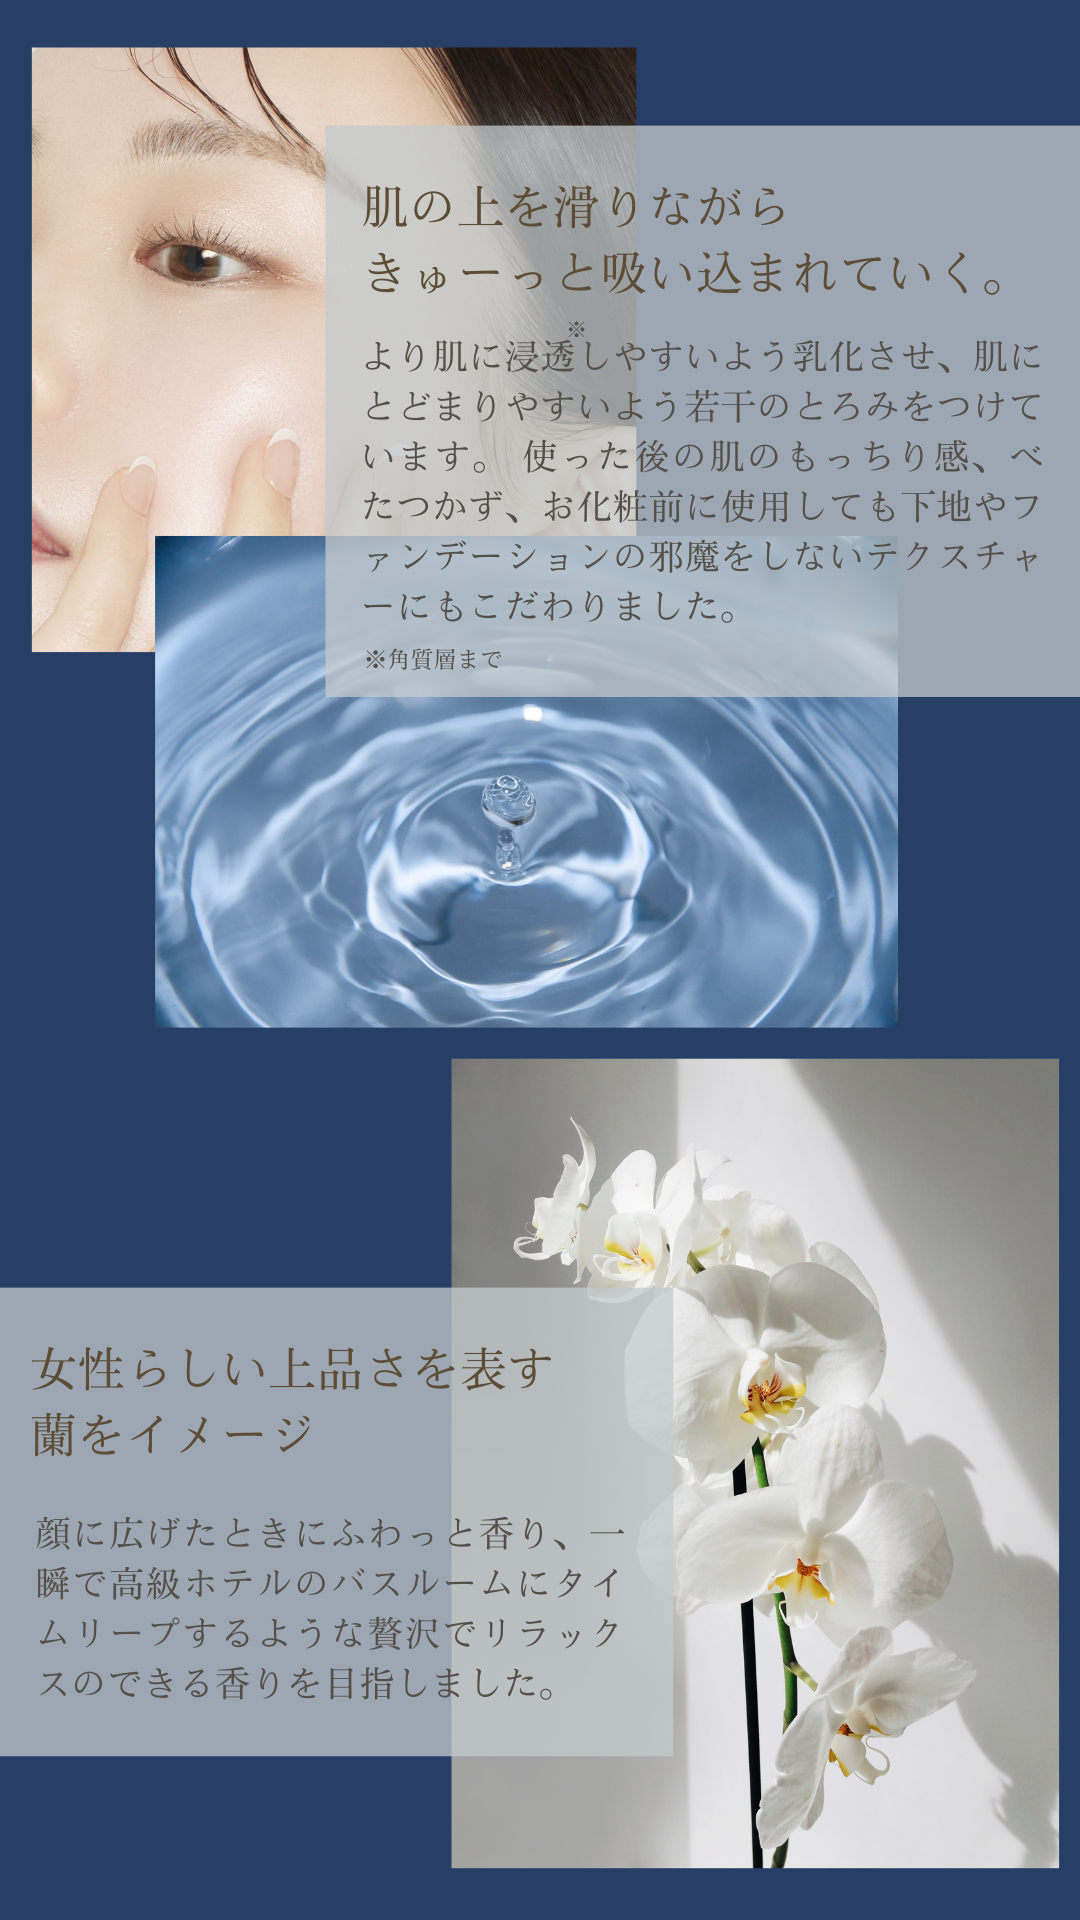 肌の上を滑りながら
きゅーっと吸い込まれていく。
※
より肌に浸透しやすいよう乳化させ、肌に
とどまりやすいよう若干のとろみをつけて
います。 使った後の肌のもっちり感、べ
たつかず、お化粧前に使用しても下地やフ
ァンデーションの邪魔をしないテクスチャ
ーにもこだわりました。
※角質層まで
女性らしい上品さを表す
蘭をイメージ
顔に広げたときにふわっと香り、一
瞬で高級ホテルのバスルームにタイ
ムリープするような贅沢でリラック
スのできる香りを目指しました。